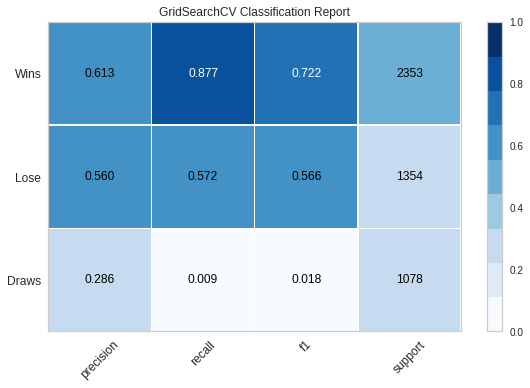 GridSearchCV Classification Report
Wins 0.613 0.877 0.722 2353
Lose 0.560 0.572 0.566 1354
Draws 0.286 0.009 0.018 1078
precision recall f1 support
1.0
0.8
0.6
0.4
0.2
0.0